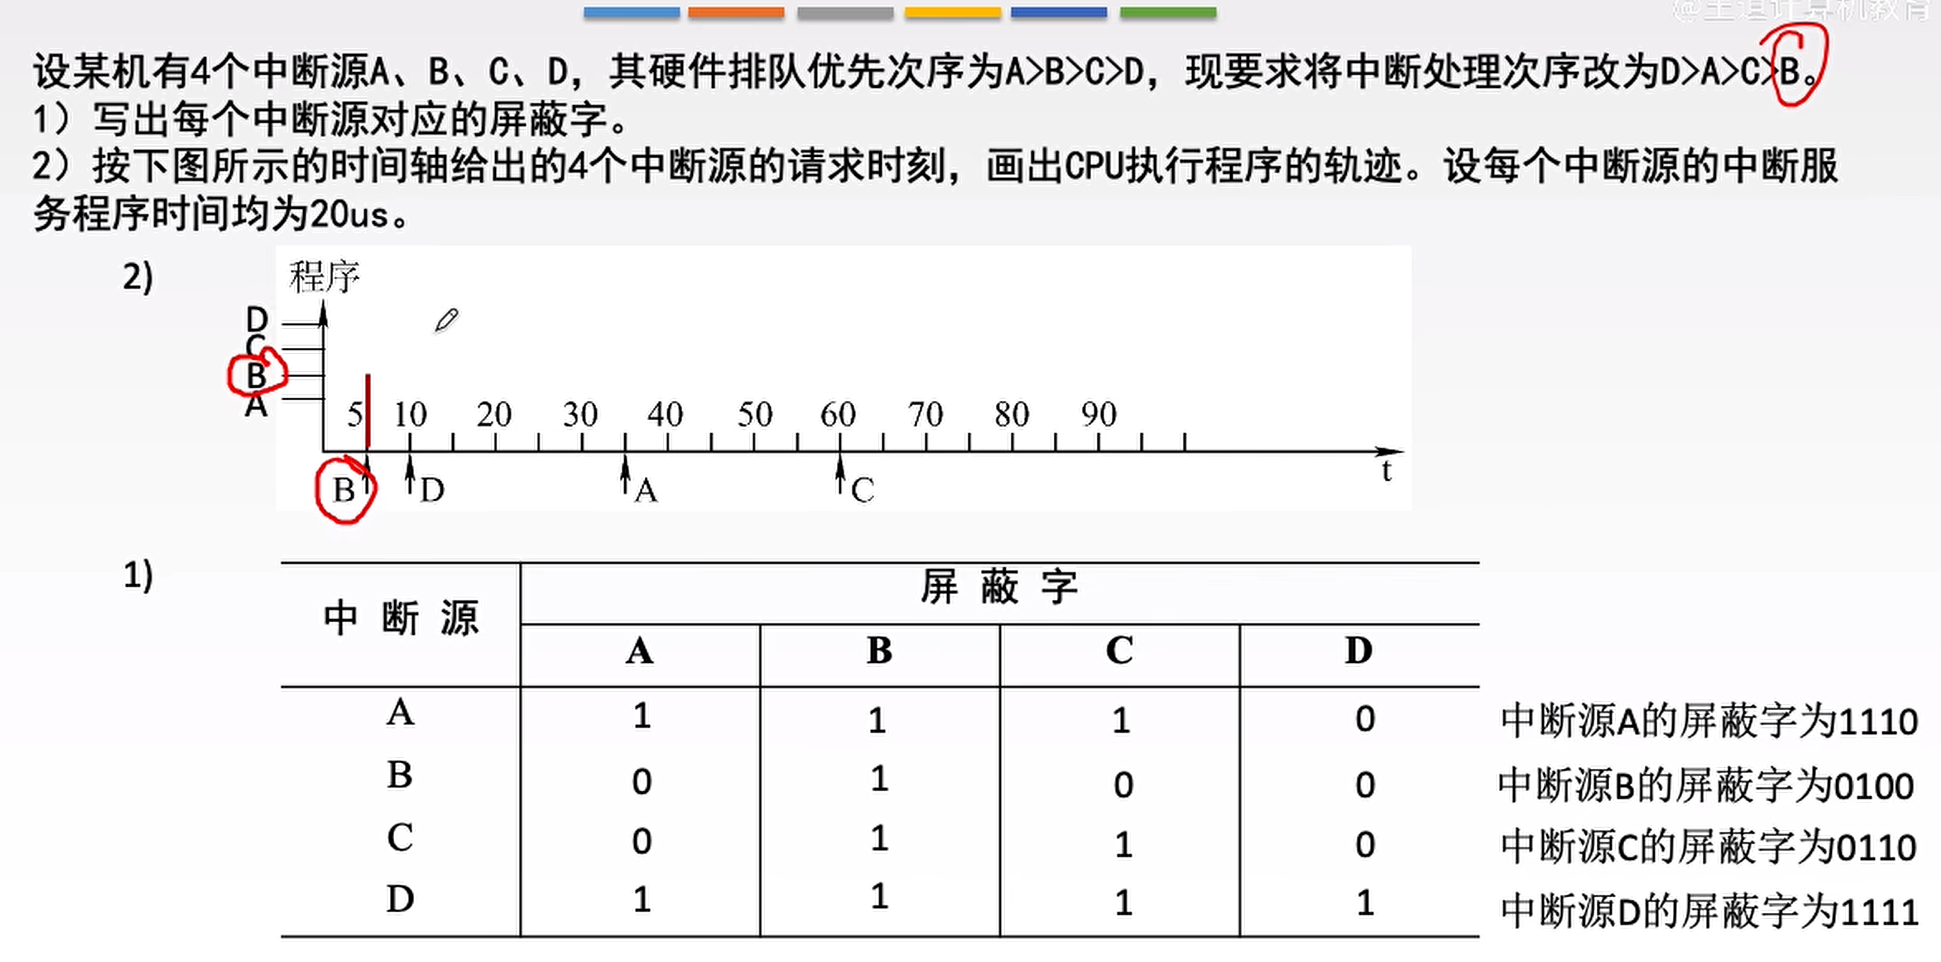 @王道计算机教育
设某机有4个中断源A、B、C、D，其硬件排队优先次序为A>B>C>D，现要求将中断处理次序改为D>A>C>B。
1）写出每个中断源对应的屏蔽字。
2）按下图所示的时间轴给出的4个中断源的请求时刻，画出CPU执行程序的轨迹。设每个中断源的中断服
务程序时间均为20us。
2)
程序
D
C
B
A
5 10 20 30 40 50 60 70 80 90
t
B D A C
1)
中断源 屏蔽字
A B C D
A 1 1 1 0 中断源A的屏蔽字为1110
B 0 1 0 0 中断源B的屏蔽字为0100
C 0 1 1 0 中断源C的屏蔽字为0110
D 1 1 1 1 中断源D的屏蔽字为1111